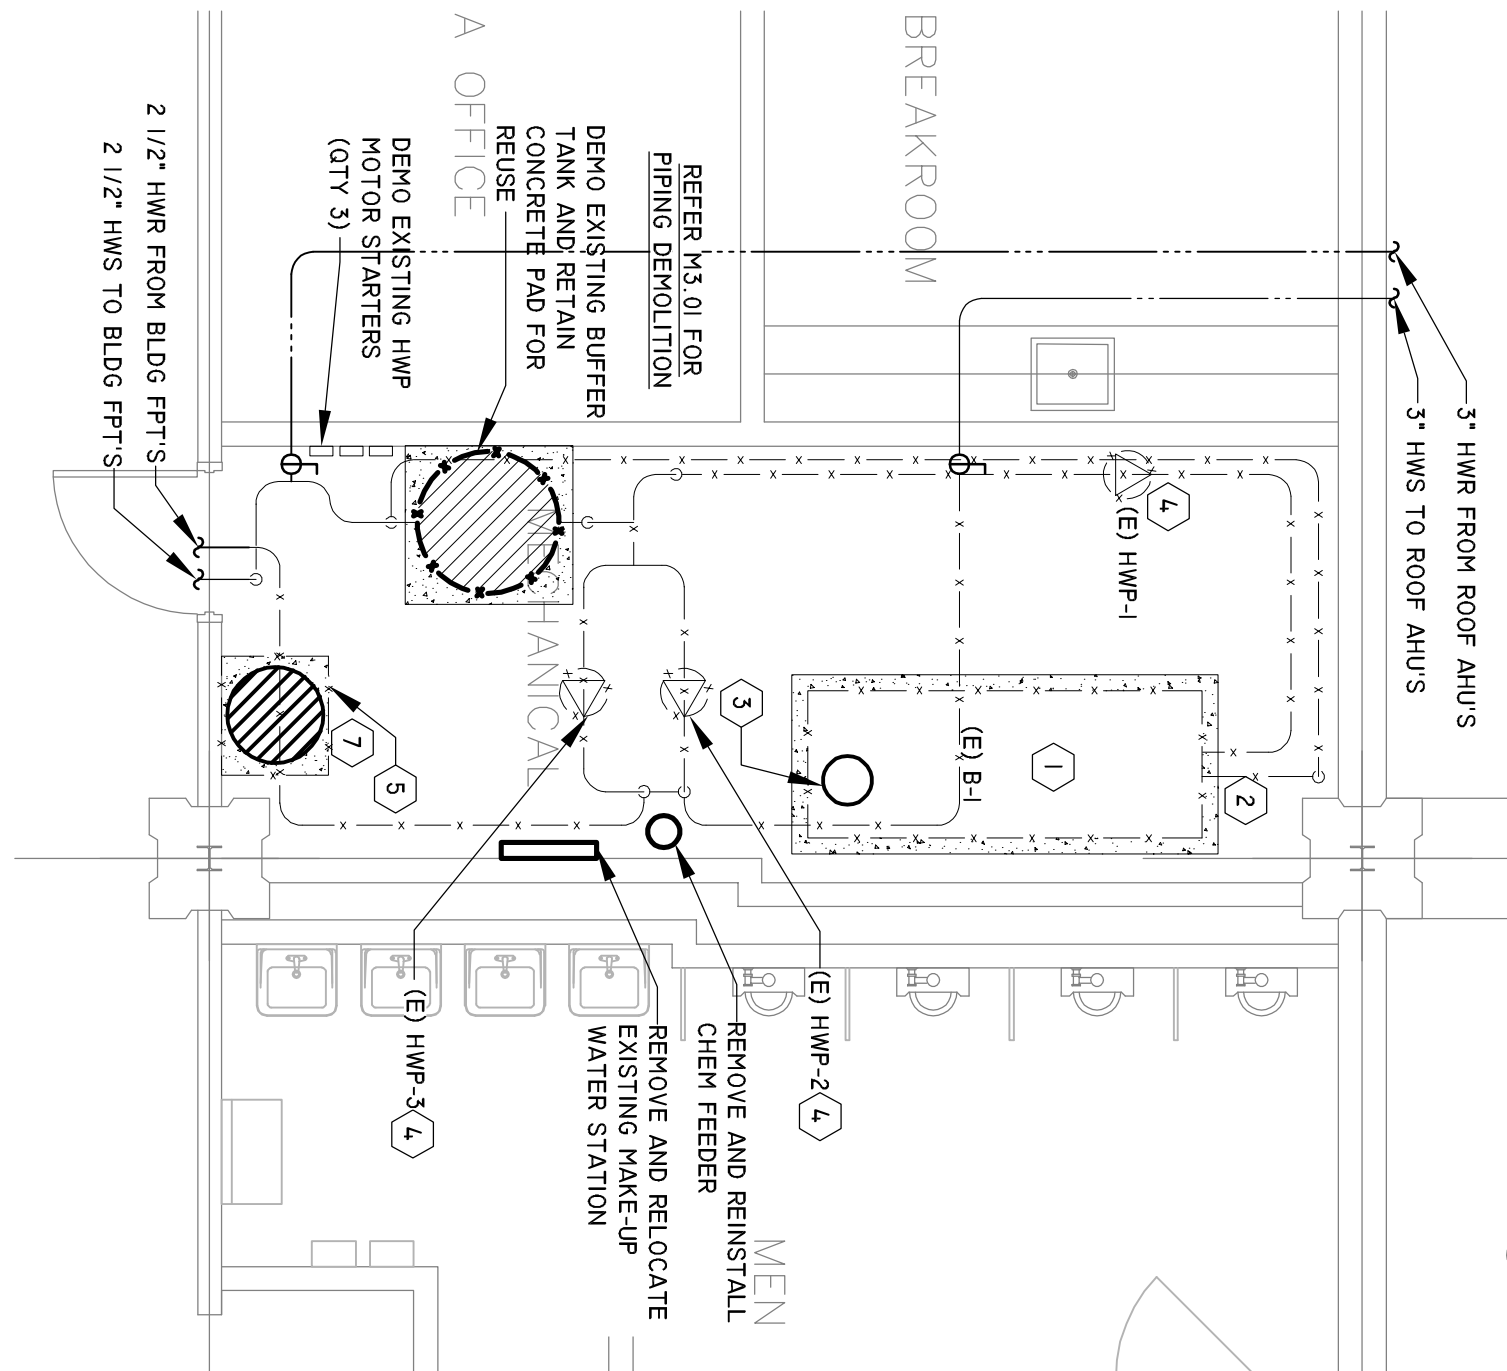 BREAKROOM
A OFFICE
3" HWR FROM ROOF AHU'S
3" HWS TO ROOF AHU'S
REFER M3.01 FOR
PIPING DEMOLITION
DEMO EXISTING BUFFER
TANK AND RETAIN
CONCRETE PAD FOR
REUSE
DEMO EXISTING HWP
MOTOR STARTERS
(QTY 3)
2 1/2" HWR FROM BLDG FPT'S
2 1/2" HWS TO BLDG FPT'S
4
(E) HWP-1
MECHANICAL
1
2
3
(E) B-1
7
5
(E) HWP-2
4
REMOVE AND REINSTALL
CHEM FEEDER
REMOVE AND RELOCATE
EXISTING MAKE-UP
WATER STATION
(E) HWP-3
4
MEN